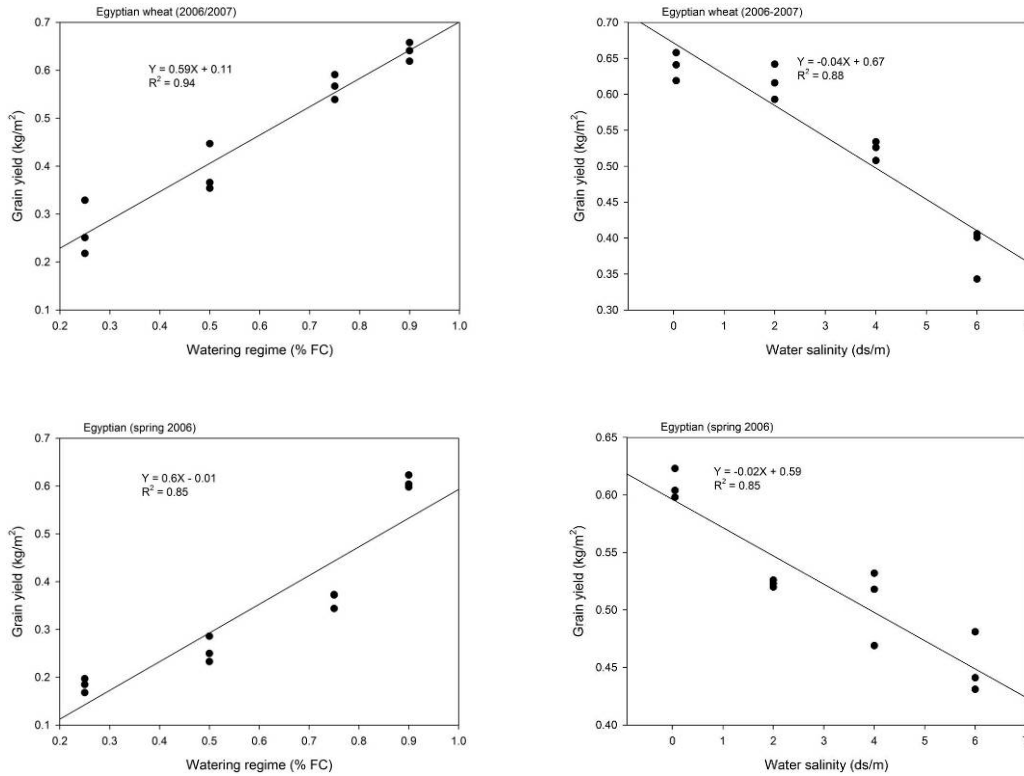 Egyptian wheat (2006/2007)
0.7
0.6
0.5
0.4
0.3
0.2
0.1
Grain yield (kg/m²)
Y = 0.59X + 0.11
R² = 0.94
0.2 0.3 0.4 0.5 0.6 0.7 0.8 0.9 1.0
Watering regime (% FC)
Egyptian wheat (2006-2007)
0.70
0.65
0.60
0.55
0.50
0.45
0.40
0.35
0.30
Grain yield (kg/m²)
Y = -0.04X + 0.67
R² = 0.88
0 1 2 3 4 5 6
Water salinity (ds/m)
Egyptian (spring 2006)
0.7
0.6
0.5
0.4
0.3
0.2
0.1
Grain yield (kg/m²)
Y = 0.6X - 0.01
R² = 0.85
0.2 0.3 0.4 0.5 0.6 0.7 0.8 0.9 1.0
Watering regime (% FC)
Egyptian (spring 2006)
0.65
0.60
0.55
0.50
0.45
0.40
Grain yield (kg/m²)
Y = -0.02X + 0.59
R² = 0.85
0 1 2 3 4 5 6
Water salinity (ds/m)